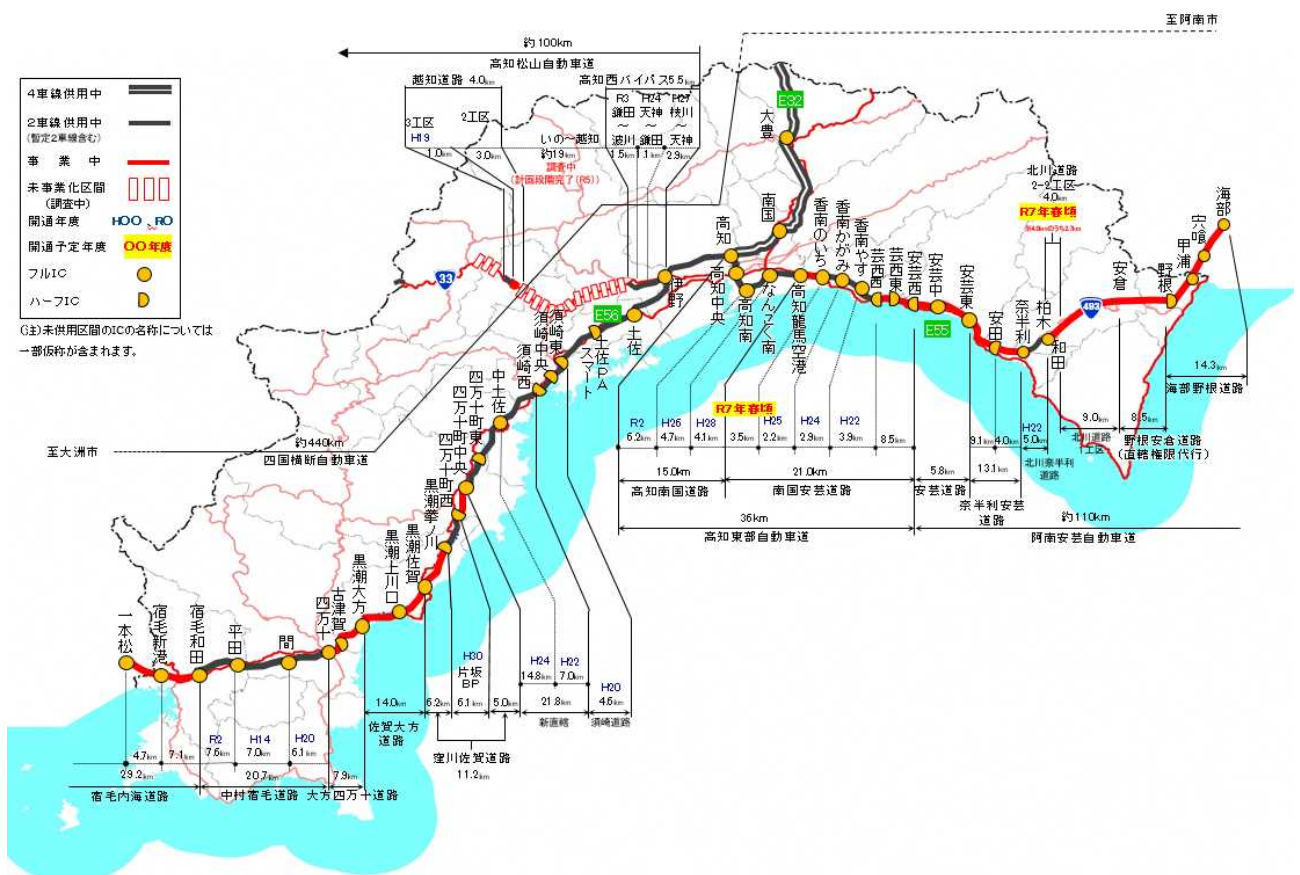 至阿南市
約100km
高知松山自動車道
越知道路 4.0km
高知西バイパス5.5km
3工区
H19
2工区
1.0km
3.0km
いの~越知
約19km
調査中
(計画段階完了(R5))
R3
鎌田
~
波川
1.5km
H24
天神
~
鎌田
1.1km
H27
枝川
~
天神
2.9km
4車線供用中
2車線供用中
(暫定2車線含む)
事業中
未事業化区間
(調査中)
開通年度 HOO、RO
開通予定年度 OO年度
フルIC
ハーフIC
(注)未供用区間のICの名称については
一部仮称が含まれます。
E32
大豊
南国
高知
高知中央
高知南
なんごく南
高知龍馬空港
香南のいち
香南かがみ
香南やす
芸西西
芸西東
安芸西
安芸中
安芸東
安田
奈半利
柏木
和田
安倉
野根
甲浦
宍喰
海部
北川道路
2-2工区
4.0km
R7年春頃
33
493
E55
E56
伊野
土佐
土佐PA
スマート
須崎東
須崎中央
須崎西
中土佐
四万十町東
四万十町中央
四万十町西
黒潮拳ノ川
黒潮佐賀
黒潮上川口
黒潮大方
古津賀
四万十
間
平田
宿毛和田
宿毛新港
一本松
至大洲市
約440km
四国横断自動車道
R7年春頃
R2
6.2km
H26
4.7km
H28
4.1km
3.5km
H25
2.2km
H24
2.9km
H22
3.9km
8.5km
15.0km
高知南国道路
21.0km
南国安芸道路
5.8km
安芸道路
9.1km
4.0km
13.1km
奈半利安芸
道路
H22
5.0km
北川奈半利
道路
9.0km
北川道路
1工区
8.5km
野根安倉道路
(直轄権限代行)
14.3km
海部野根道路
36km
高知東部自動車道
約110km
阿南安芸自動車道
H20
4.6km
須崎道路
H24
14.8km
H22
7.0km
21.8km
新直轄
H30
片坂
BP
6.1km
5.0km
6.2km
窪川佐賀道路
11.2km
14.0km
佐賀大方
道路
7.9km
大方四万十道路
R2
7.6km
H14
7.0km
H20
6.1km
20.7km
中村宿毛道路
4.7km
7.1km
29.2km
宿毛内海道路